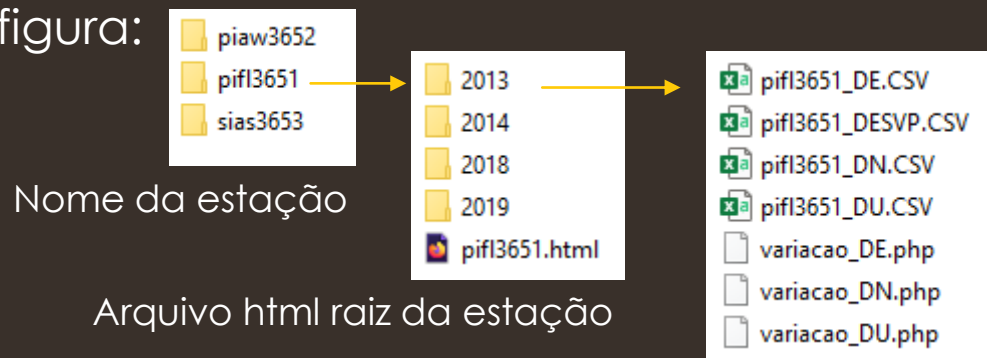 figura:
piaw3652
pifl3651
sias3653
Nome da estação
2013
2014
2018
2019
pifl3651.html
Arquivo html raiz da estação
pifl3651_DE.CSV
pifl3651_DESVP.CSV
pifl3651_DN.CSV
pifl3651_DU.CSV
variacao_DE.php
variacao_DN.php
variacao_DU.php